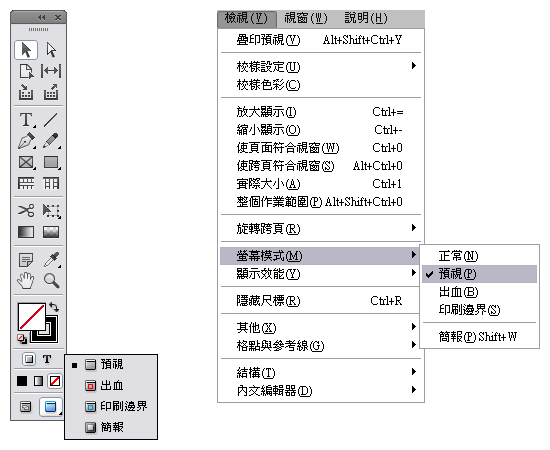 T
T
預視
出血
印刷邊界
簡報
檢視(V) 視窗(W) 說明(H)
疊印預視(V) Alt+Shift+Ctrl+Y
校樣設定(U)
校樣色彩(C)
放大顯示(I) Ctrl+=
縮小顯示(O) Ctrl+-
使頁面符合視窗(W) Ctrl+0
使跨頁符合視窗(S) Alt+Ctrl+0
實際大小(A) Ctrl+1
整個作業範圍(P) Alt+Shift+Ctrl+0
旋轉跨頁(R)
螢幕模式(M)
顯示效能(Y)
隱藏尺標(R) Ctrl+R
其他(X)
格點與參考線(G)
結構(T)
內文編輯器(D)
正常(N)
預視(P)
出血(B)
印刷邊界(S)
簡報(P) Shift+W